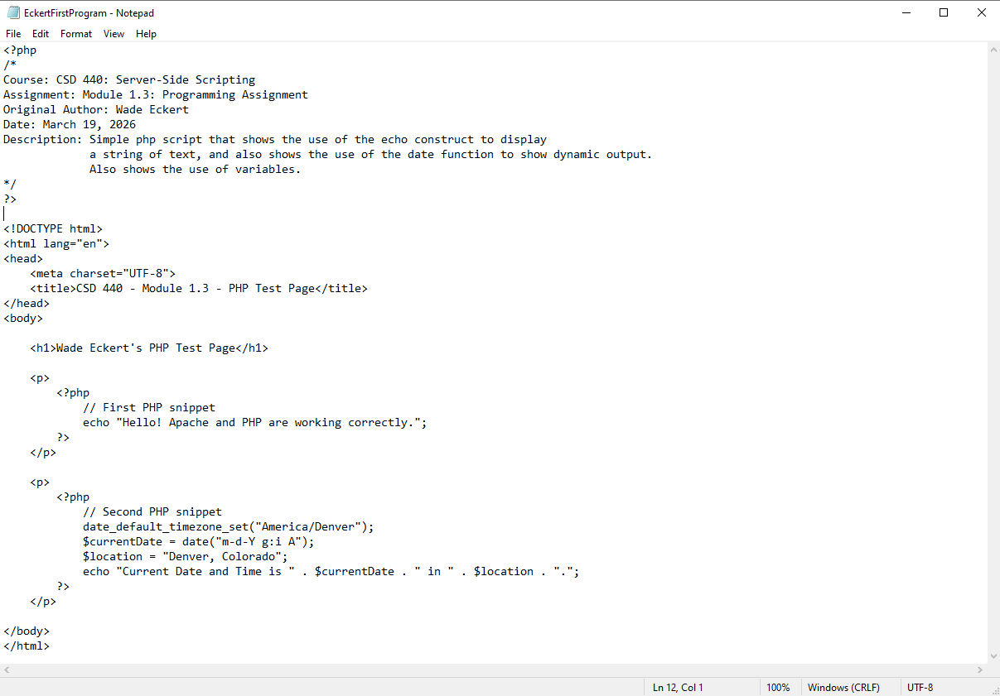 EckertFirstProgram - Notepad
File Edit Format View Help
<?php
/*
Course: CSD 440: Server-Side Scripting
Assignment: Module 1.3: Programming Assignment
Original Author: Wade Eckert
Date: March 19, 2026
Description: Simple php script that shows the use of the echo construct to display
             a string of text, and also shows the use of the date function to show dynamic output.
             Also shows the use of variables.
*/
?>

<!DOCTYPE html>
<html lang="en">
<head>
    <meta charset="UTF-8">
    <title>CSD 440 - Module 1.3 - PHP Test Page</title>
</head>
<body>

    <h1>Wade Eckert's PHP Test Page</h1>

    <p>
        <?php
            // First PHP snippet
            echo "Hello! Apache and PHP are working correctly.";
        ?>
    </p>

    <p>
        <?php
            // Second PHP snippet
            date_default_timezone_set("America/Denver");
            $currentDate = date("m-d-Y g:i A");
            $location = "Denver, Colorado";
            echo "Current Date and Time is " . $currentDate . " in " . $location . ".";
        ?>
    </p>

</body>
</html>
Ln 12, Col 1 100% Windows (CRLF) UTF-8